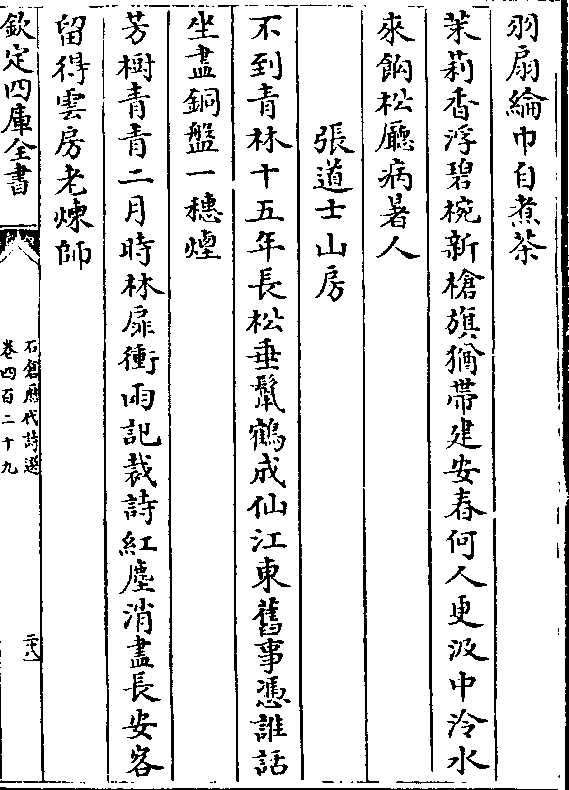 羽扇綸巾自煮茶
茉莉香浮碧椀新槍旗猶帶建安春何人更汲中泠水
來餉松廳病暑人
張道士山房
不到青林十五年長松垂鬛鶴成仙江東舊事憑誰話
坐盡銅盤一穗煙
芳樹青青二月時林扉衝雨記裁詩紅塵消盡長安客
留得雲房老煉師
欽定四庫全書
石倉歷代詩選
卷四百二十九
二十八